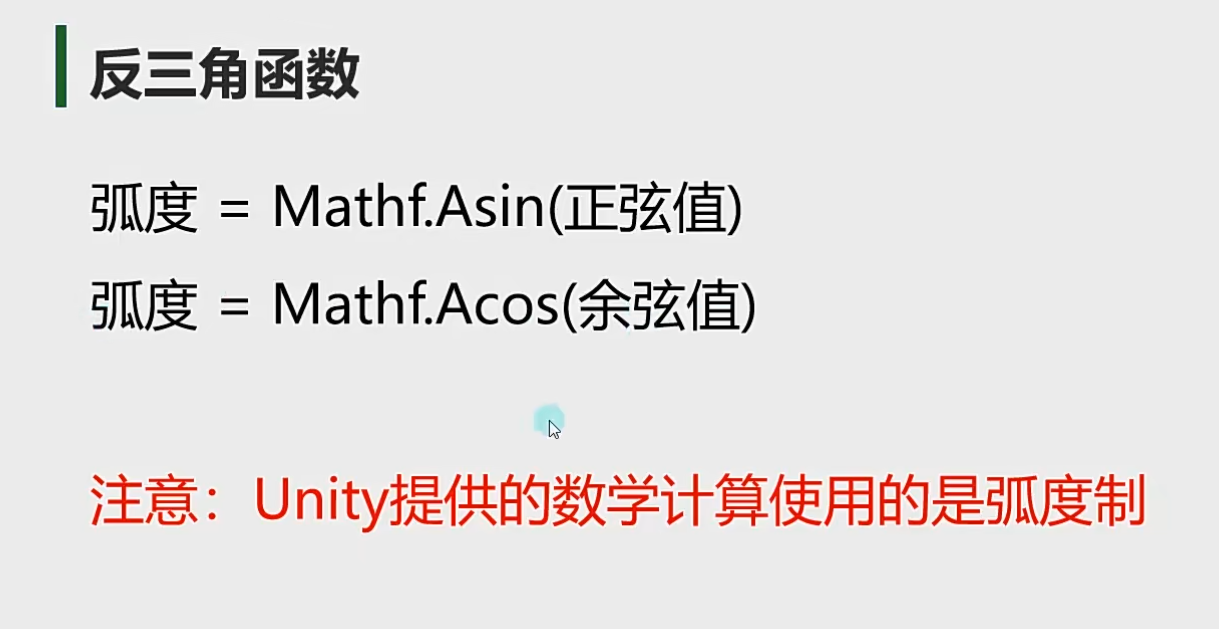 反三角函数
弧度 = Mathf.Asin(正弦值)
弧度 = Mathf.Acos(余弦值)
注意：Unity提供的数学计算使用的是弧度制